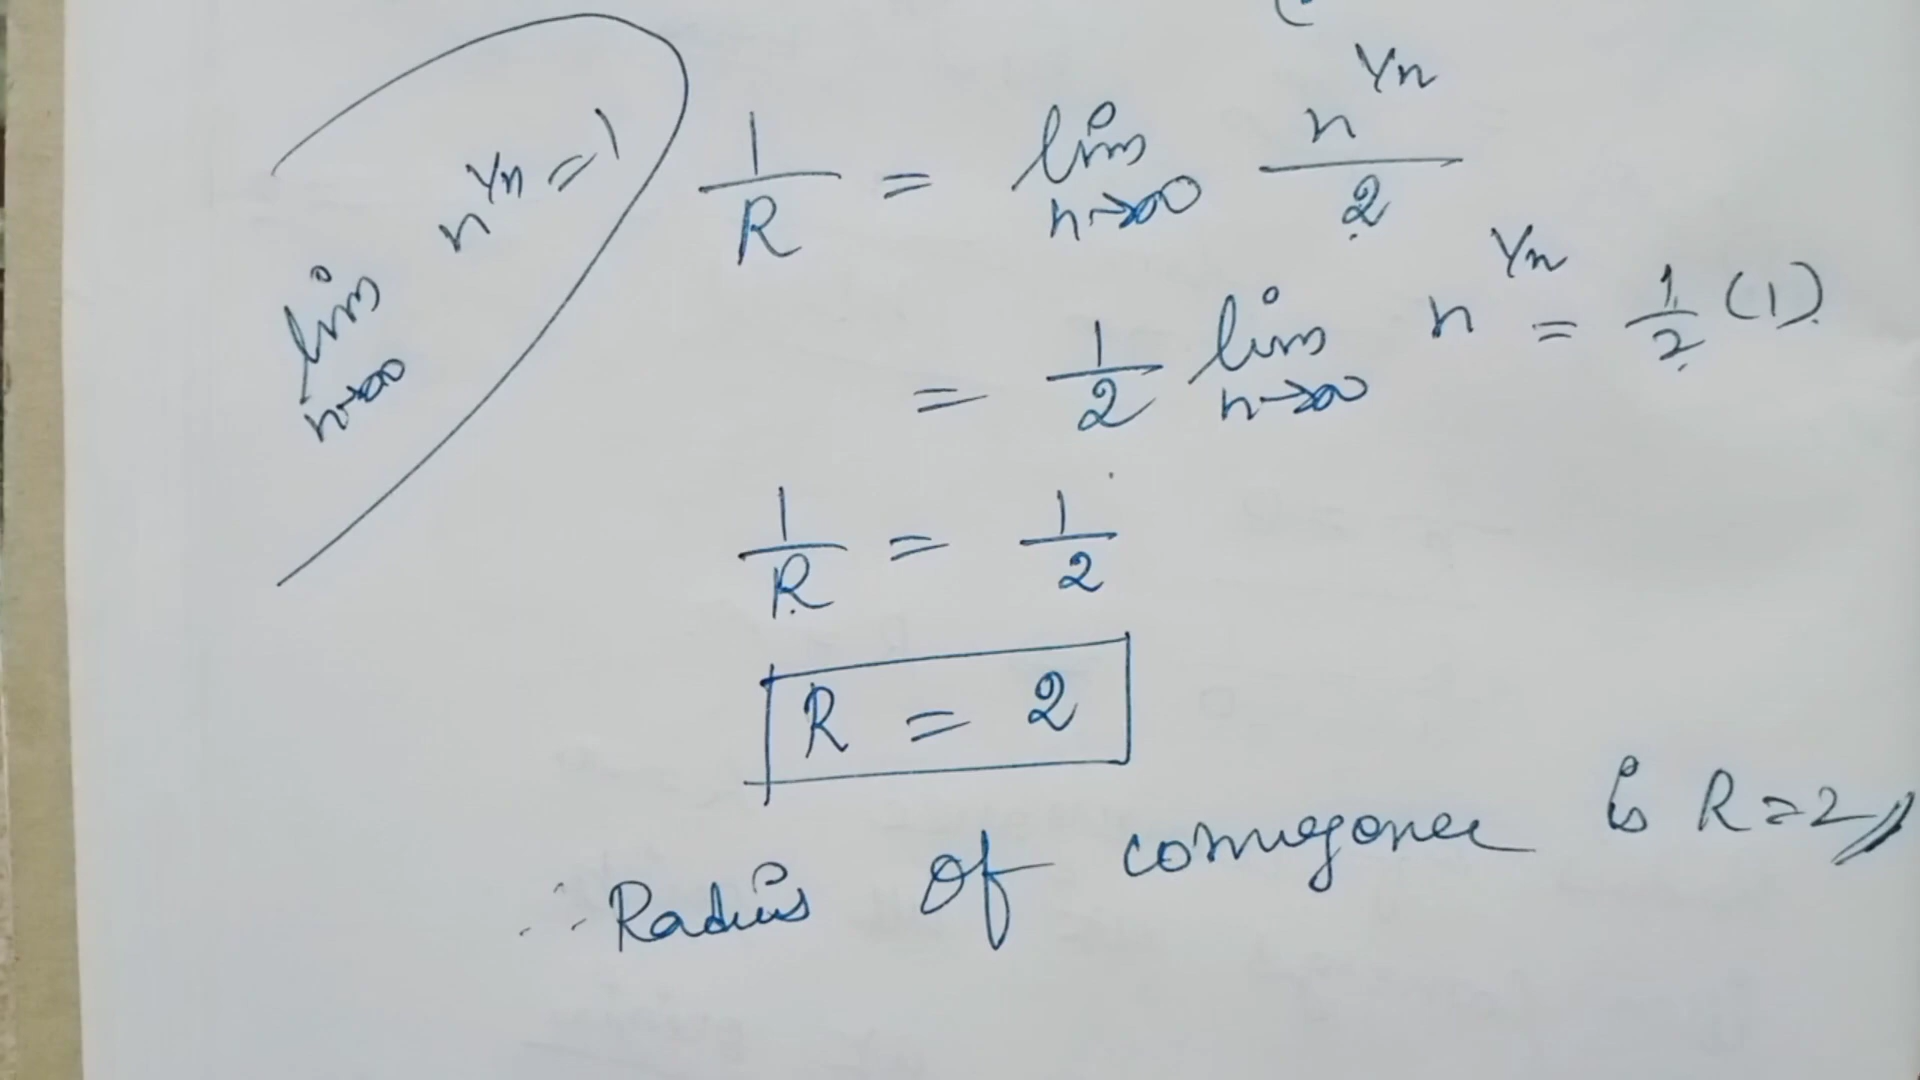 lim n→∞ n^1/n = 1
1/R = lim n→∞ n^1/n / 2
= 1/2 lim n→∞ n^1/n = 1/2 (1)
1/R = 1/2
R = 2
∴ Radius of convegonce is R = 2